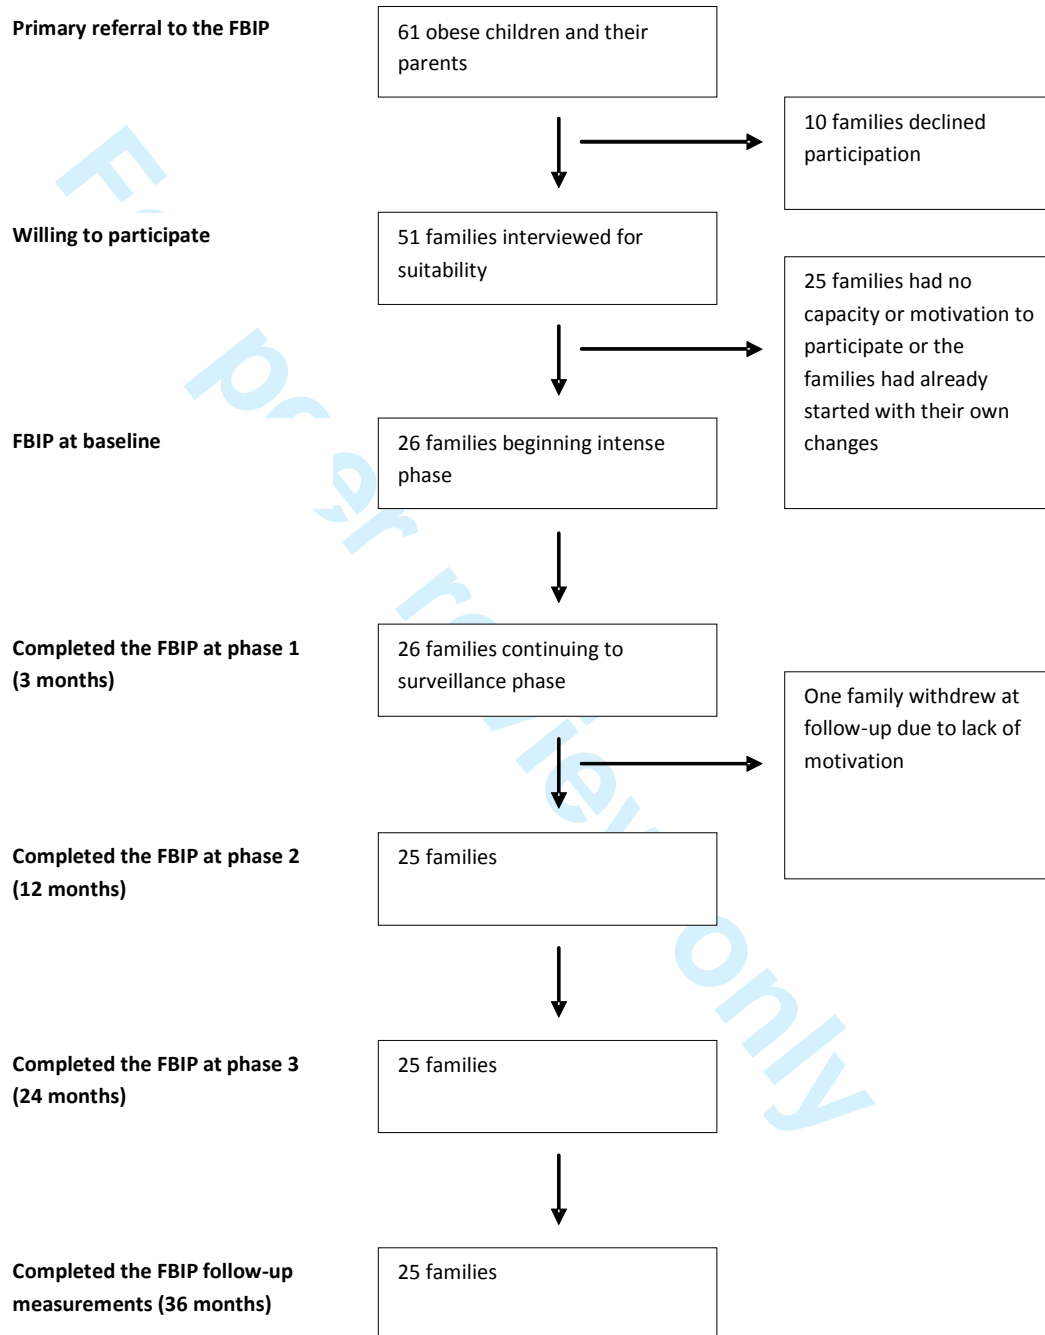 Primary referral to the FBIP
61 obese children and their
parents
10 families declined
participation
Willing to participate
51 families interviewed for
suitability
25 families had no
capacity or motivation to
participate or the
families had already
started with their own
changes
FBIP at baseline
26 families beginning intense
phase
Completed the FBIP at phase 1
(3 months)
26 families continuing to
surveillance phase
One family withdrew at
follow-up due to lack of
motivation
Completed the FBIP at phase 2
(12 months)
25 families
Completed the FBIP at phase 3
(24 months)
25 families
Completed the FBIP follow-up
measurements (36 months)
25 families
peer review only